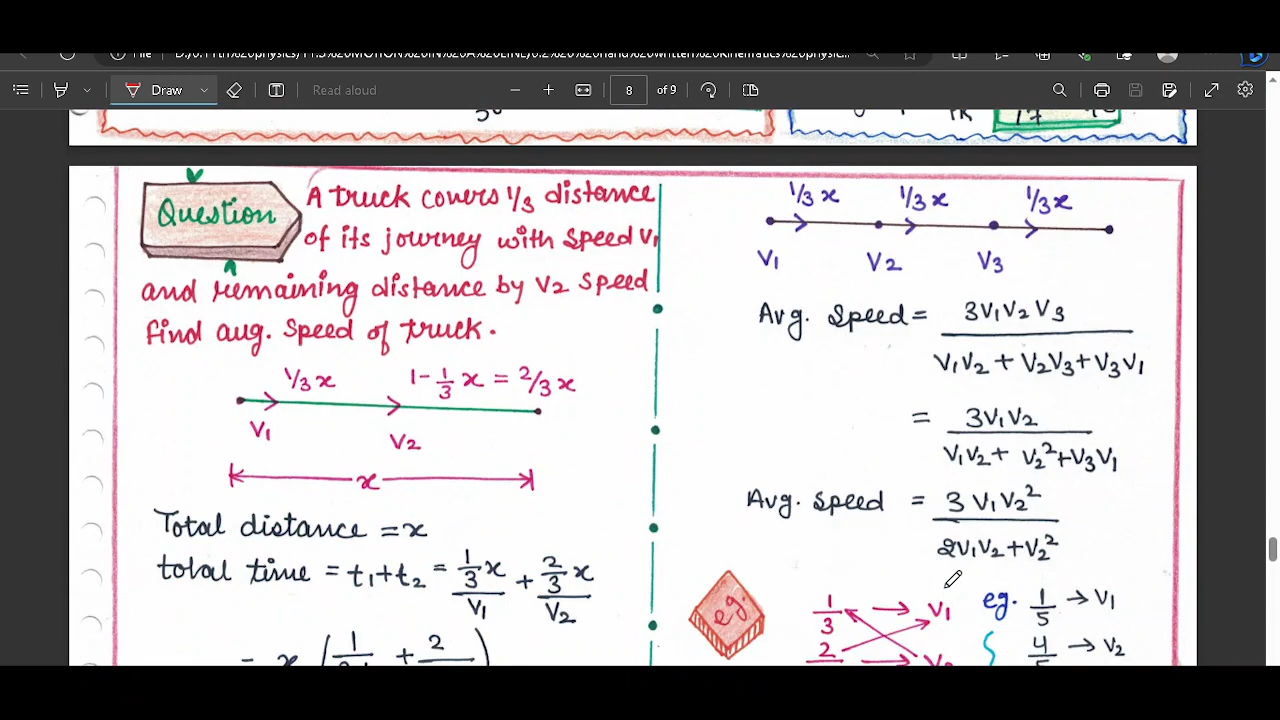 Draw
Read aloud
8 of 9
Question
A truck covers 1/3 distance
of its journey with speed V1
and remaining distance by V2 speed
find aug. speed of truck.
1/3 x 1- 1/3 x = 2/3 x
V1 V2
x
Total distance = x
total time = t1+t2 = 1/3 x / V1 + 2/3 x / V2
= x ( 1 + 2 )
1/3 x 1/3 x 1/3 x
V1 V2 V3
Avg. Speed = 3V1V2V3 / V1V2 + V2V3 + V3V1
= 3V1V2 / V1V2 + V2² + V3V1
Avg. speed = 3 V1V2² / 2V1V2 + V2²
eg.
1/3 → V1
2 →
eg. 1/5 → V1
4/5 → V2